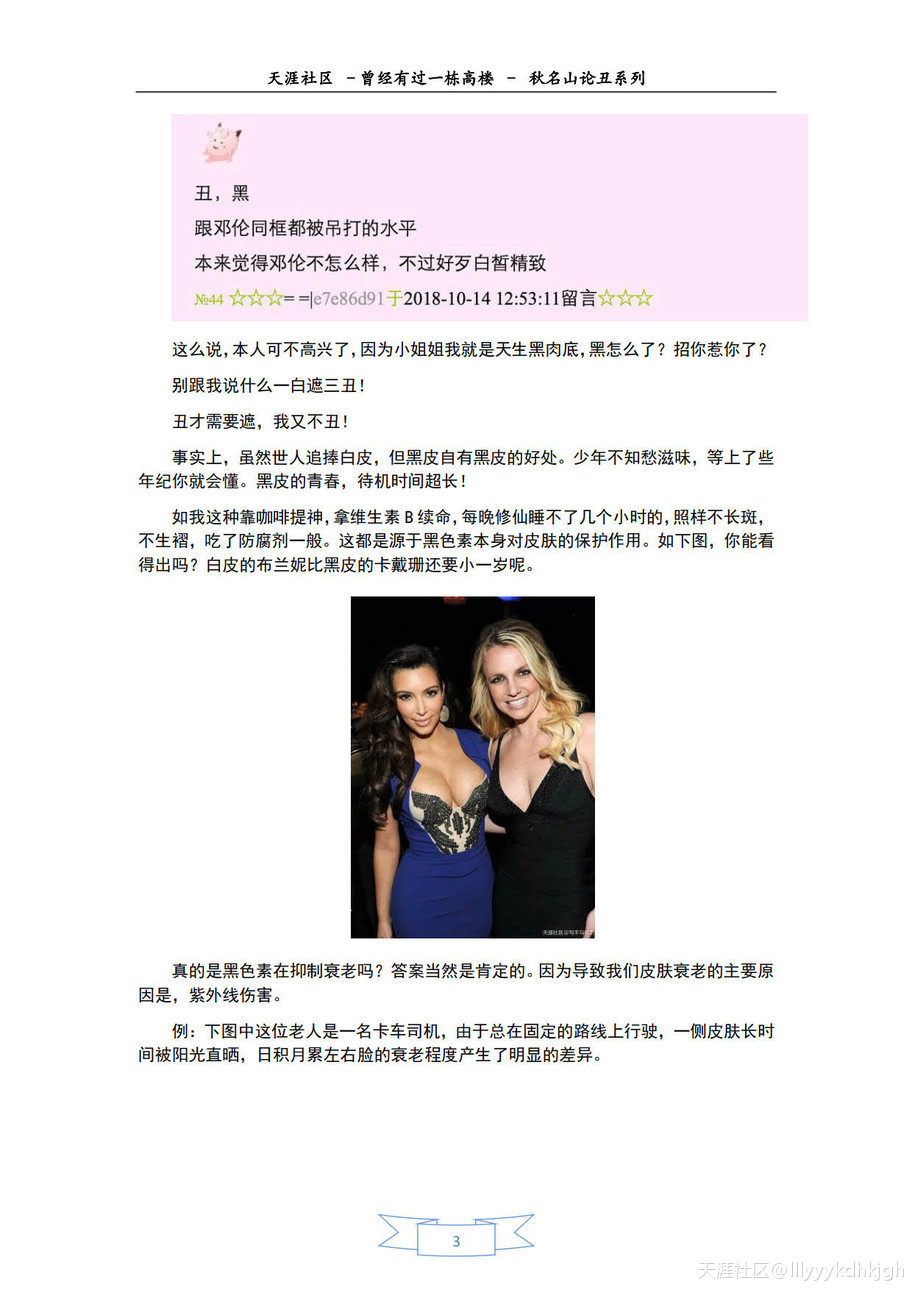 天涯社区 -曾经有过一栋高楼 - 秋名山论丑系列
丑，黑
跟邓伦同框都被吊打的水平
本来觉得邓伦不怎么样，不过好歹白皙精致
№44 ☆☆☆= =|e7e86d91于2018-10-14 12:53:11留言☆☆☆
这么说，本人可不高兴了，因为小姐姐我就是天生黑肉底，黑怎么了？招你惹你了？
别跟我说什么一白遮三丑！
丑才需要遮，我又不丑！
事实上，虽然世人追捧白皮，但黑皮自有黑皮的好处。少年不知愁滋味，等上了些
年纪你就会懂。黑皮的青春，待机时间超长！
如我这种靠咖啡提神，拿维生素 B 续命，每晚修仙睡不了几个小时的，照样不长斑，
不生褶，吃了防腐剂一般。这都是源于黑色素本身对皮肤的保护作用。如下图，你能看
得出吗？白皮的布兰妮比黑皮的卡戴珊还要小一岁呢。
真的是黑色素在抑制衰老吗？答案当然是肯定的。因为导致我们皮肤衰老的主要原
因是，紫外线伤害。
例：下图中这位老人是一名卡车司机，由于总在固定的路线上行驶，一侧皮肤长时
间被阳光直晒，日积月累左右脸的衰老程度产生了明显的差异。
3
天涯社区@lllyyykdhkjgh